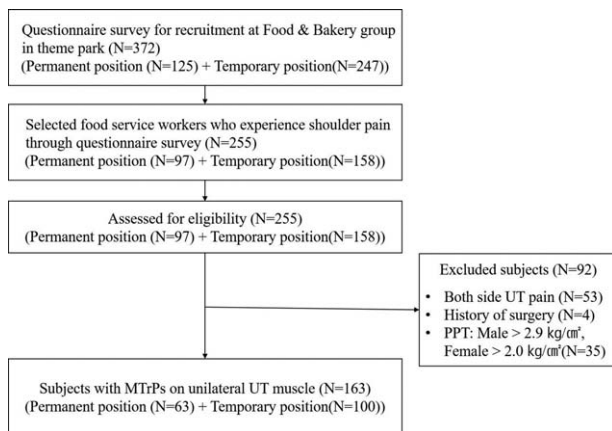 Questionnaire survey for recruitment at Food & Bakery group
in theme park (N=372)
(Permanent position (N=125) + Temporary position(N=247))
Selected food service workers who experience shoulder pain
through questionnaire survey (N=255)
(Permanent position (N=97) + Temporary position(N=158))
Assessed for eligibility (N=255)
(Permanent position (N=97) + Temporary position(N=158))
Excluded subjects (N=92)
• Both side UT pain (N=53)
• History of surgery (N=4)
• PPT: Male > 2.9 kg/㎠,
Female > 2.0 kg/㎠(N=35)
Subjects with MTrPs on unilateral UT muscle (N=163)
(Permanent position (N=63) + Temporary position(N=100))